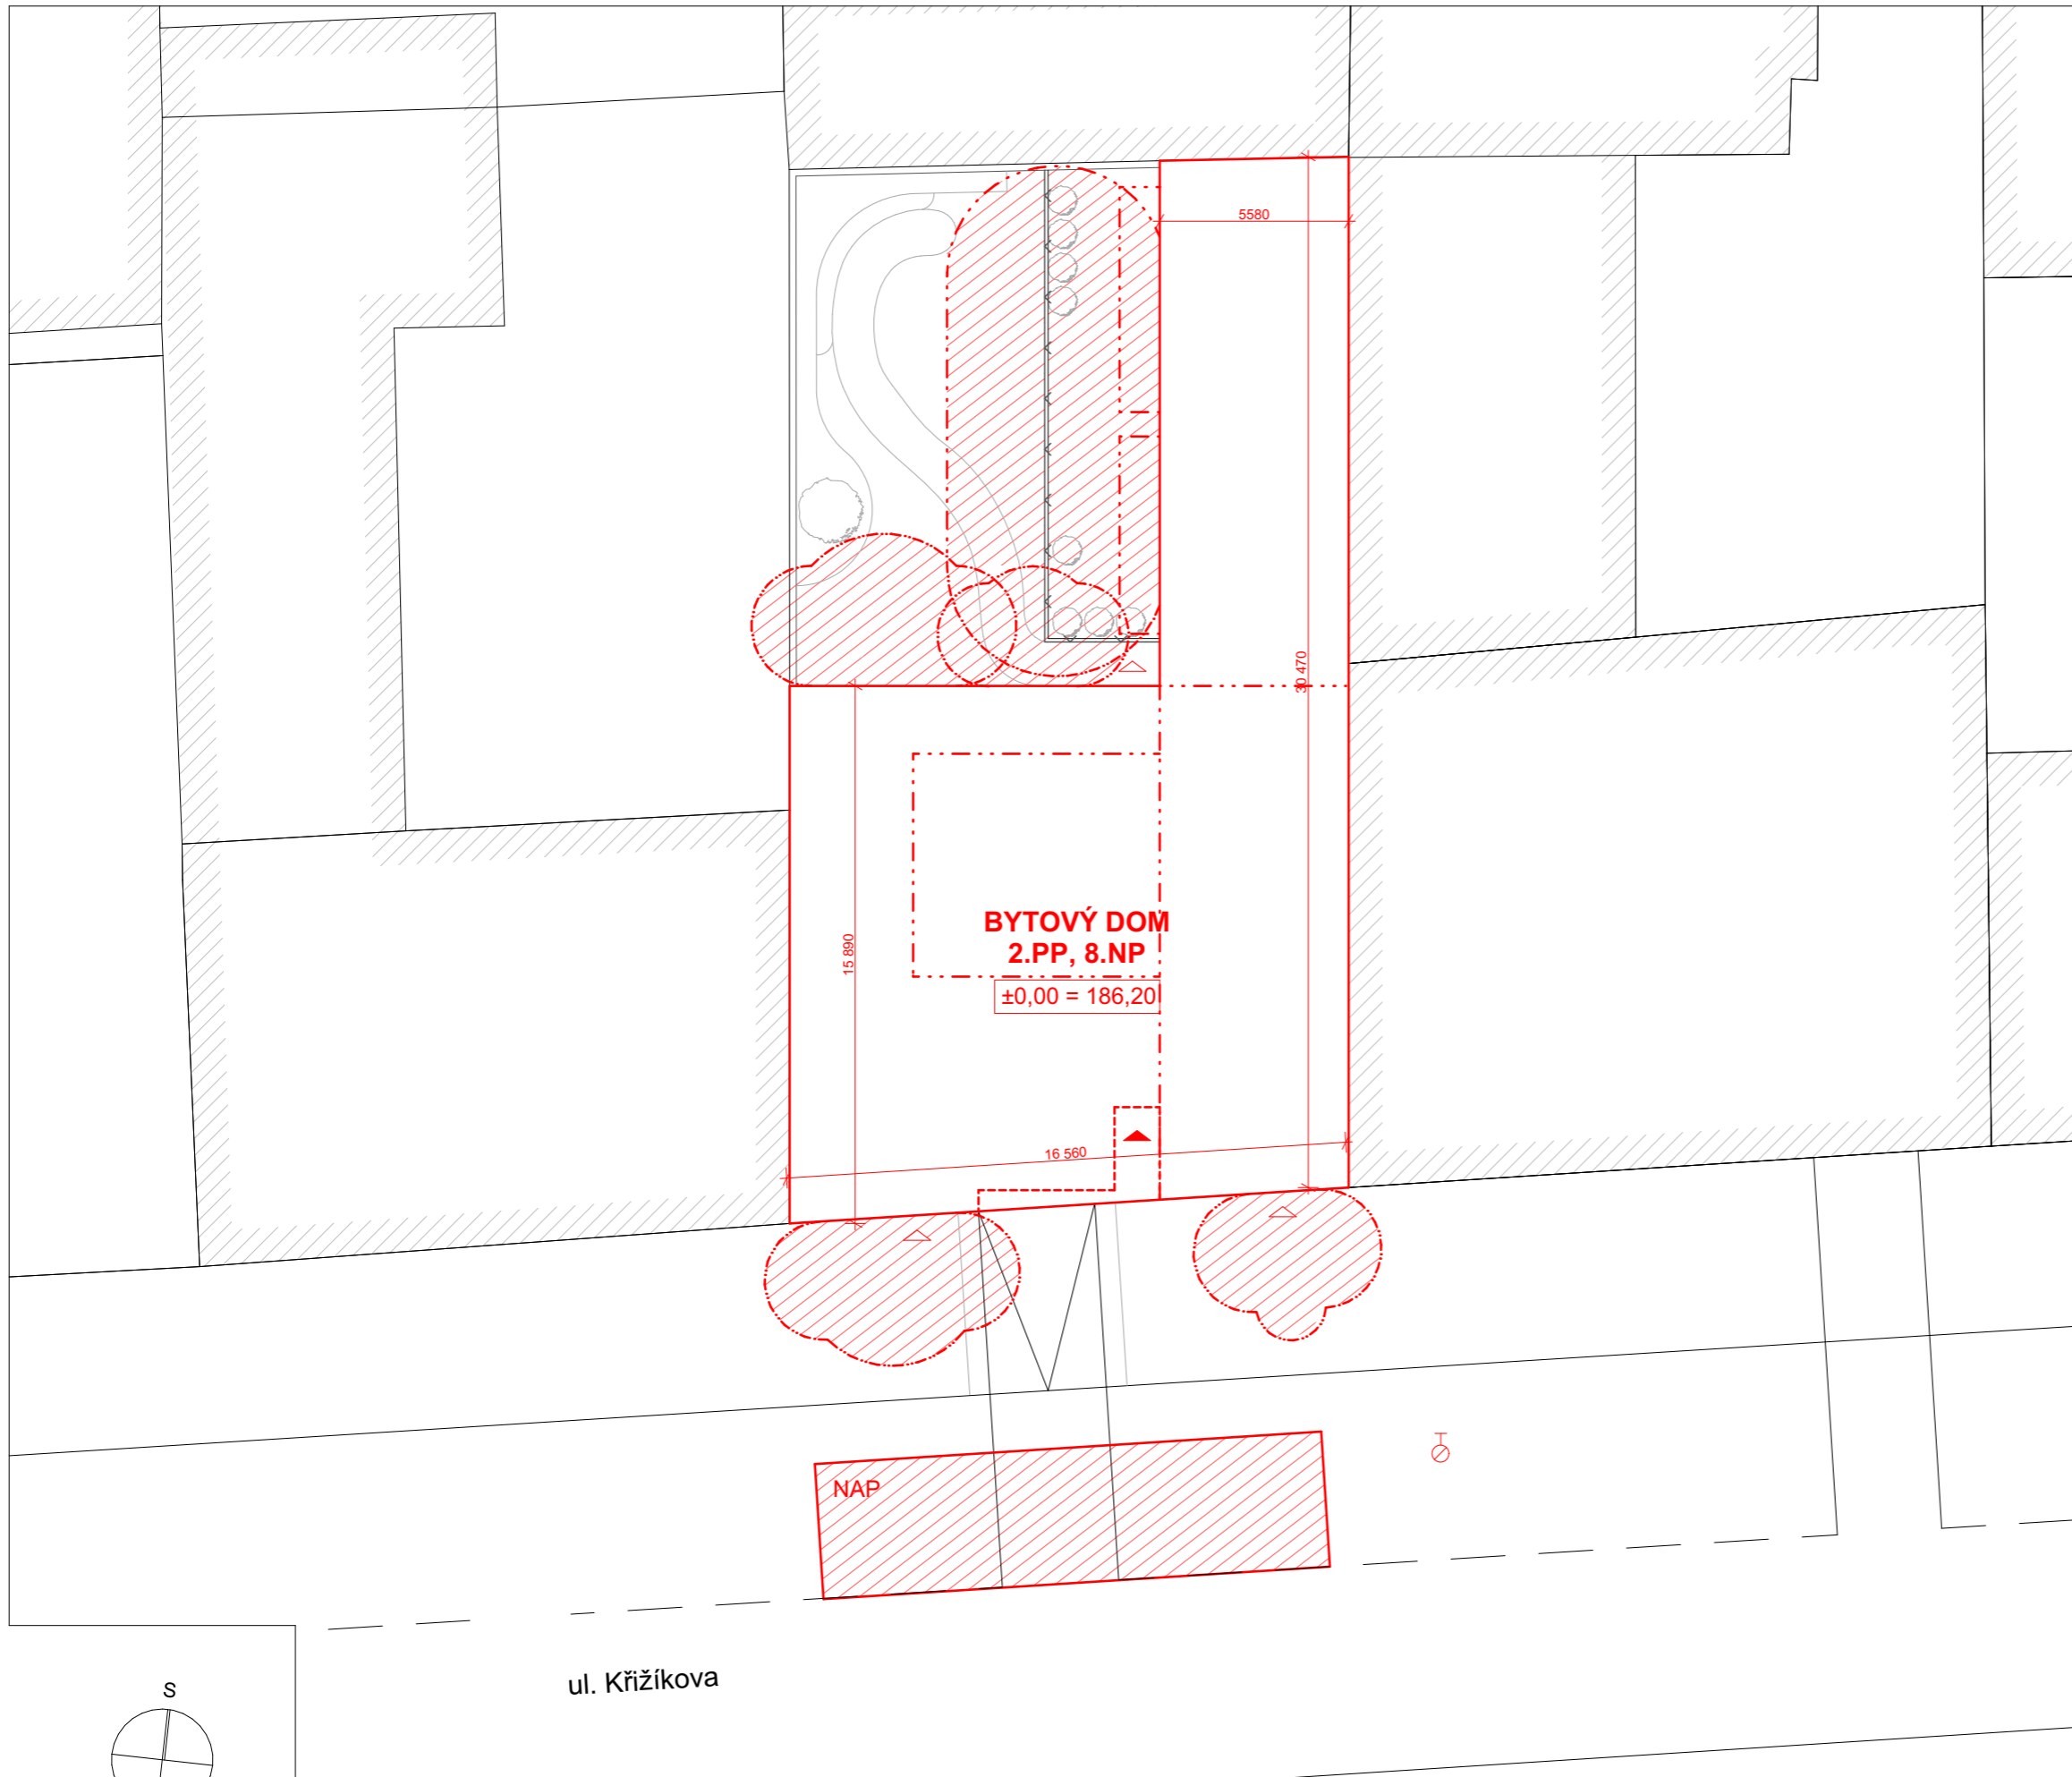 5580
30 470
BYTOVÝ DOM
2.PP, 8.NP
15 890
±0,00 = 186,20
16 560
NAP
ul. Křižíkova
S